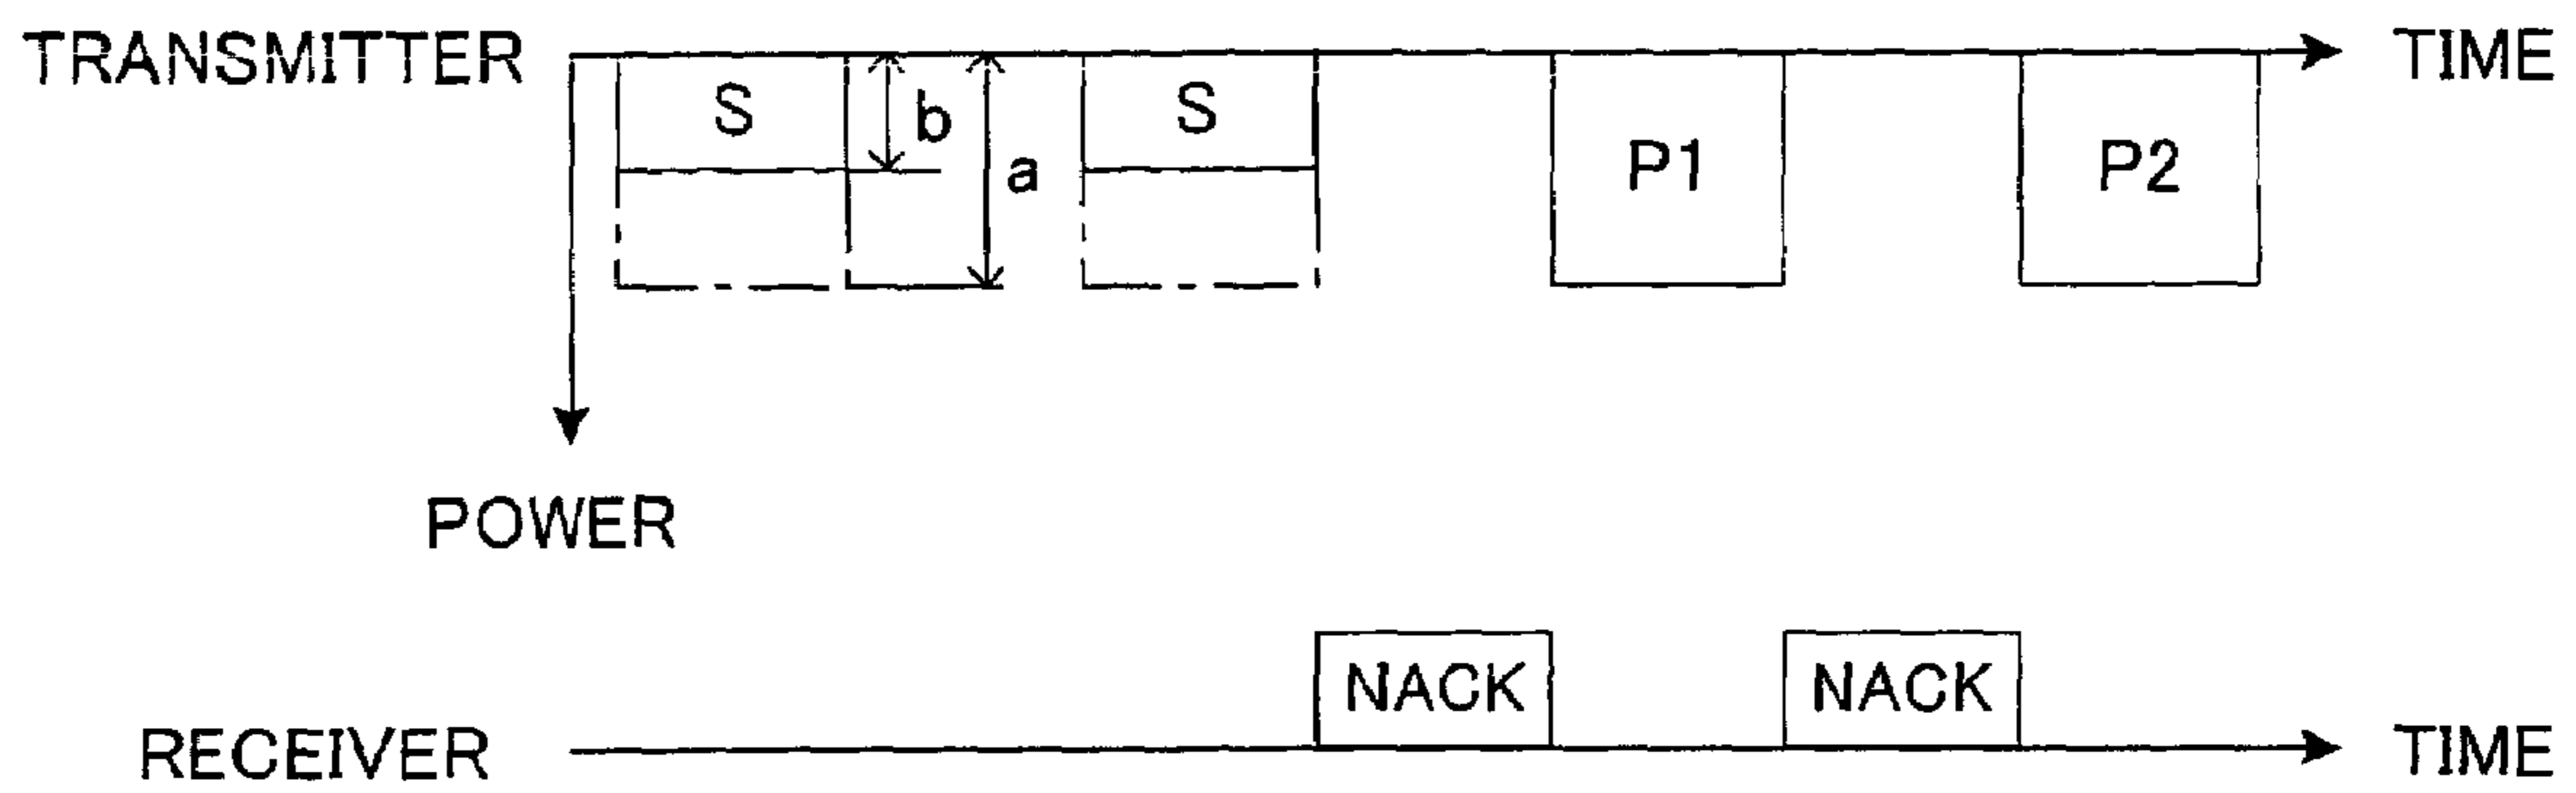 TRANSMITTER
TIME
S
b
a
S
P1
P2
POWER
NACK
NACK
RECEIVER
TIME